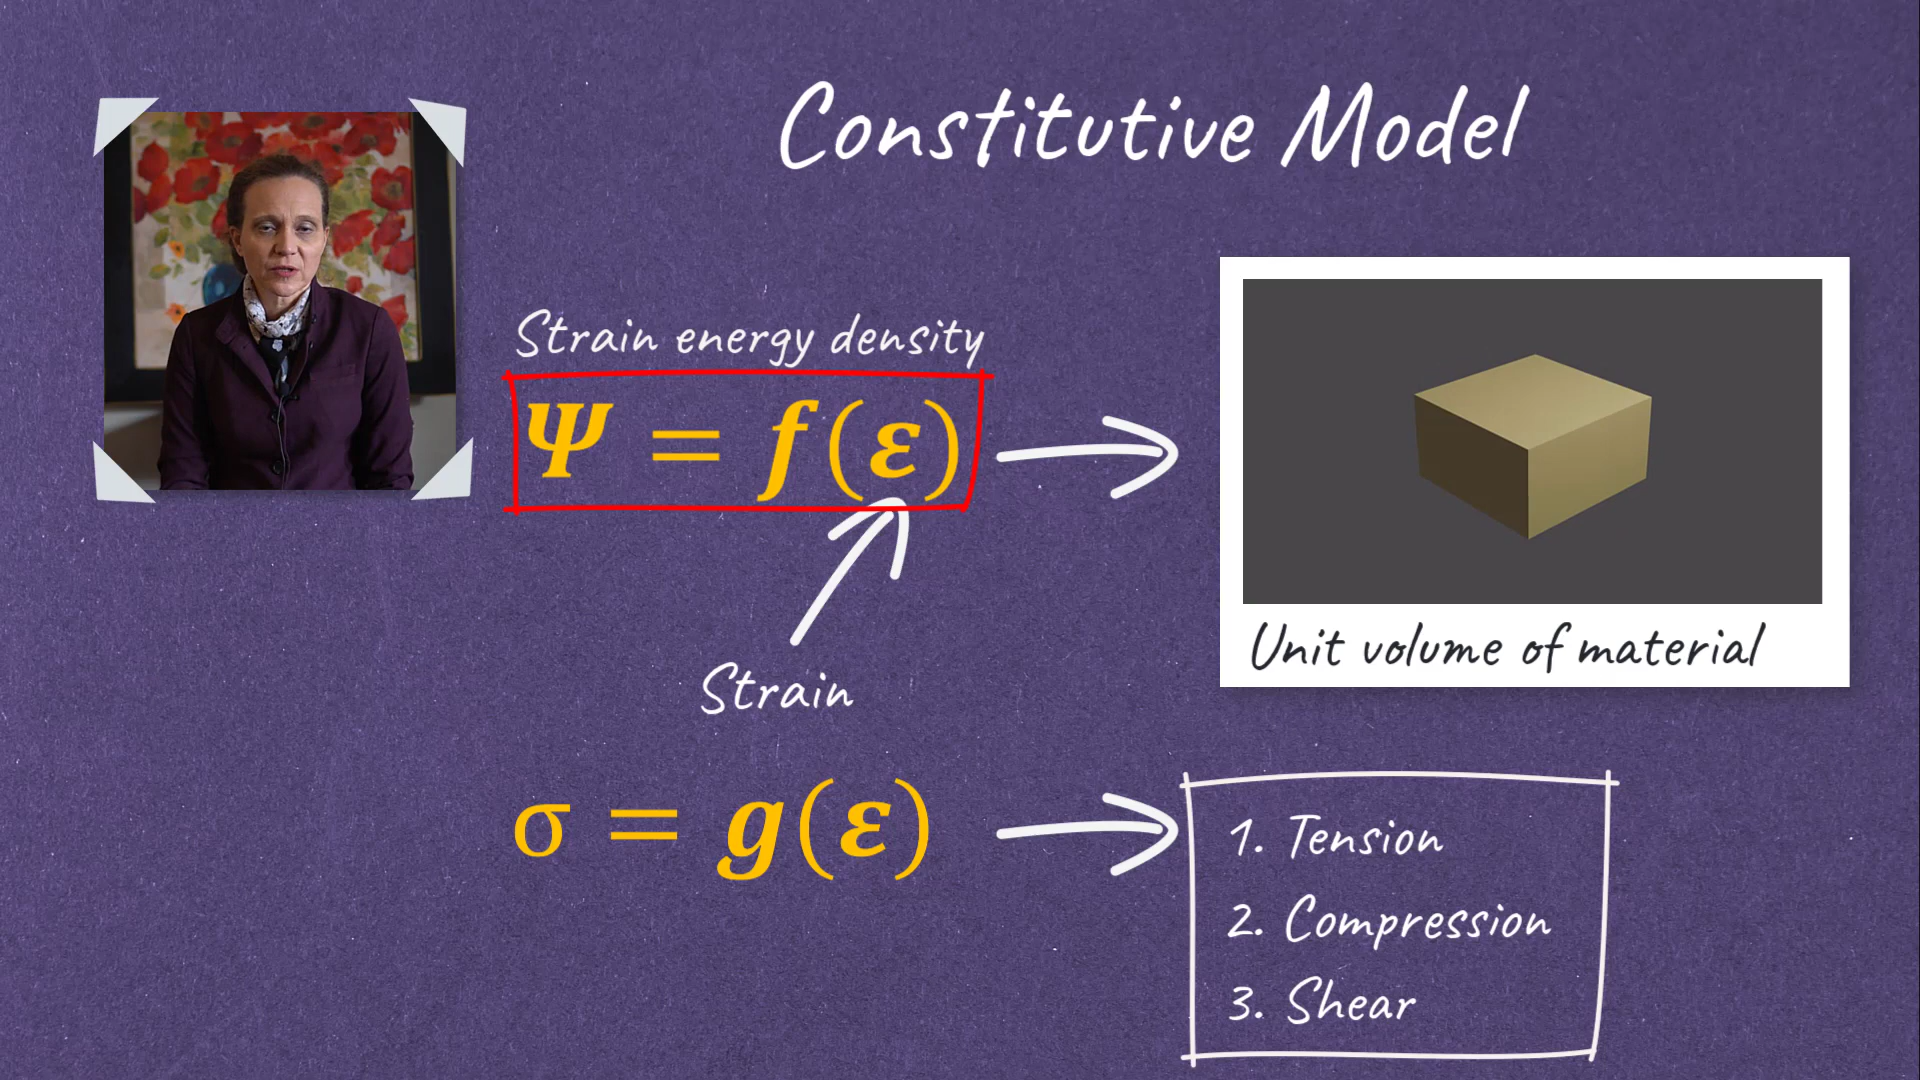 Constitutive Model
Strain energy density
Ψ = f(ε)
Unit volume of material
Strain
σ = g(ε)
1. Tension
2. Compression
3. Shear